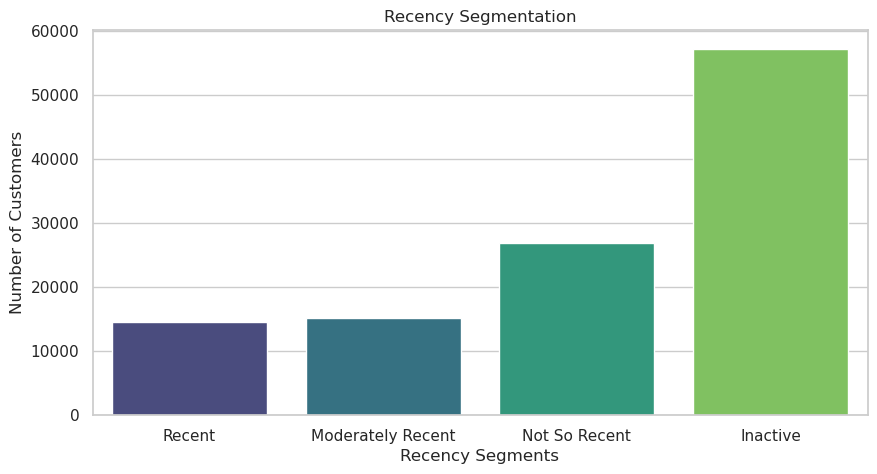 Recency Segmentation
60000
50000
40000
30000
20000
10000
0
Number of Customers
Recent Moderately Recent Not So Recent Inactive
Recency Segments